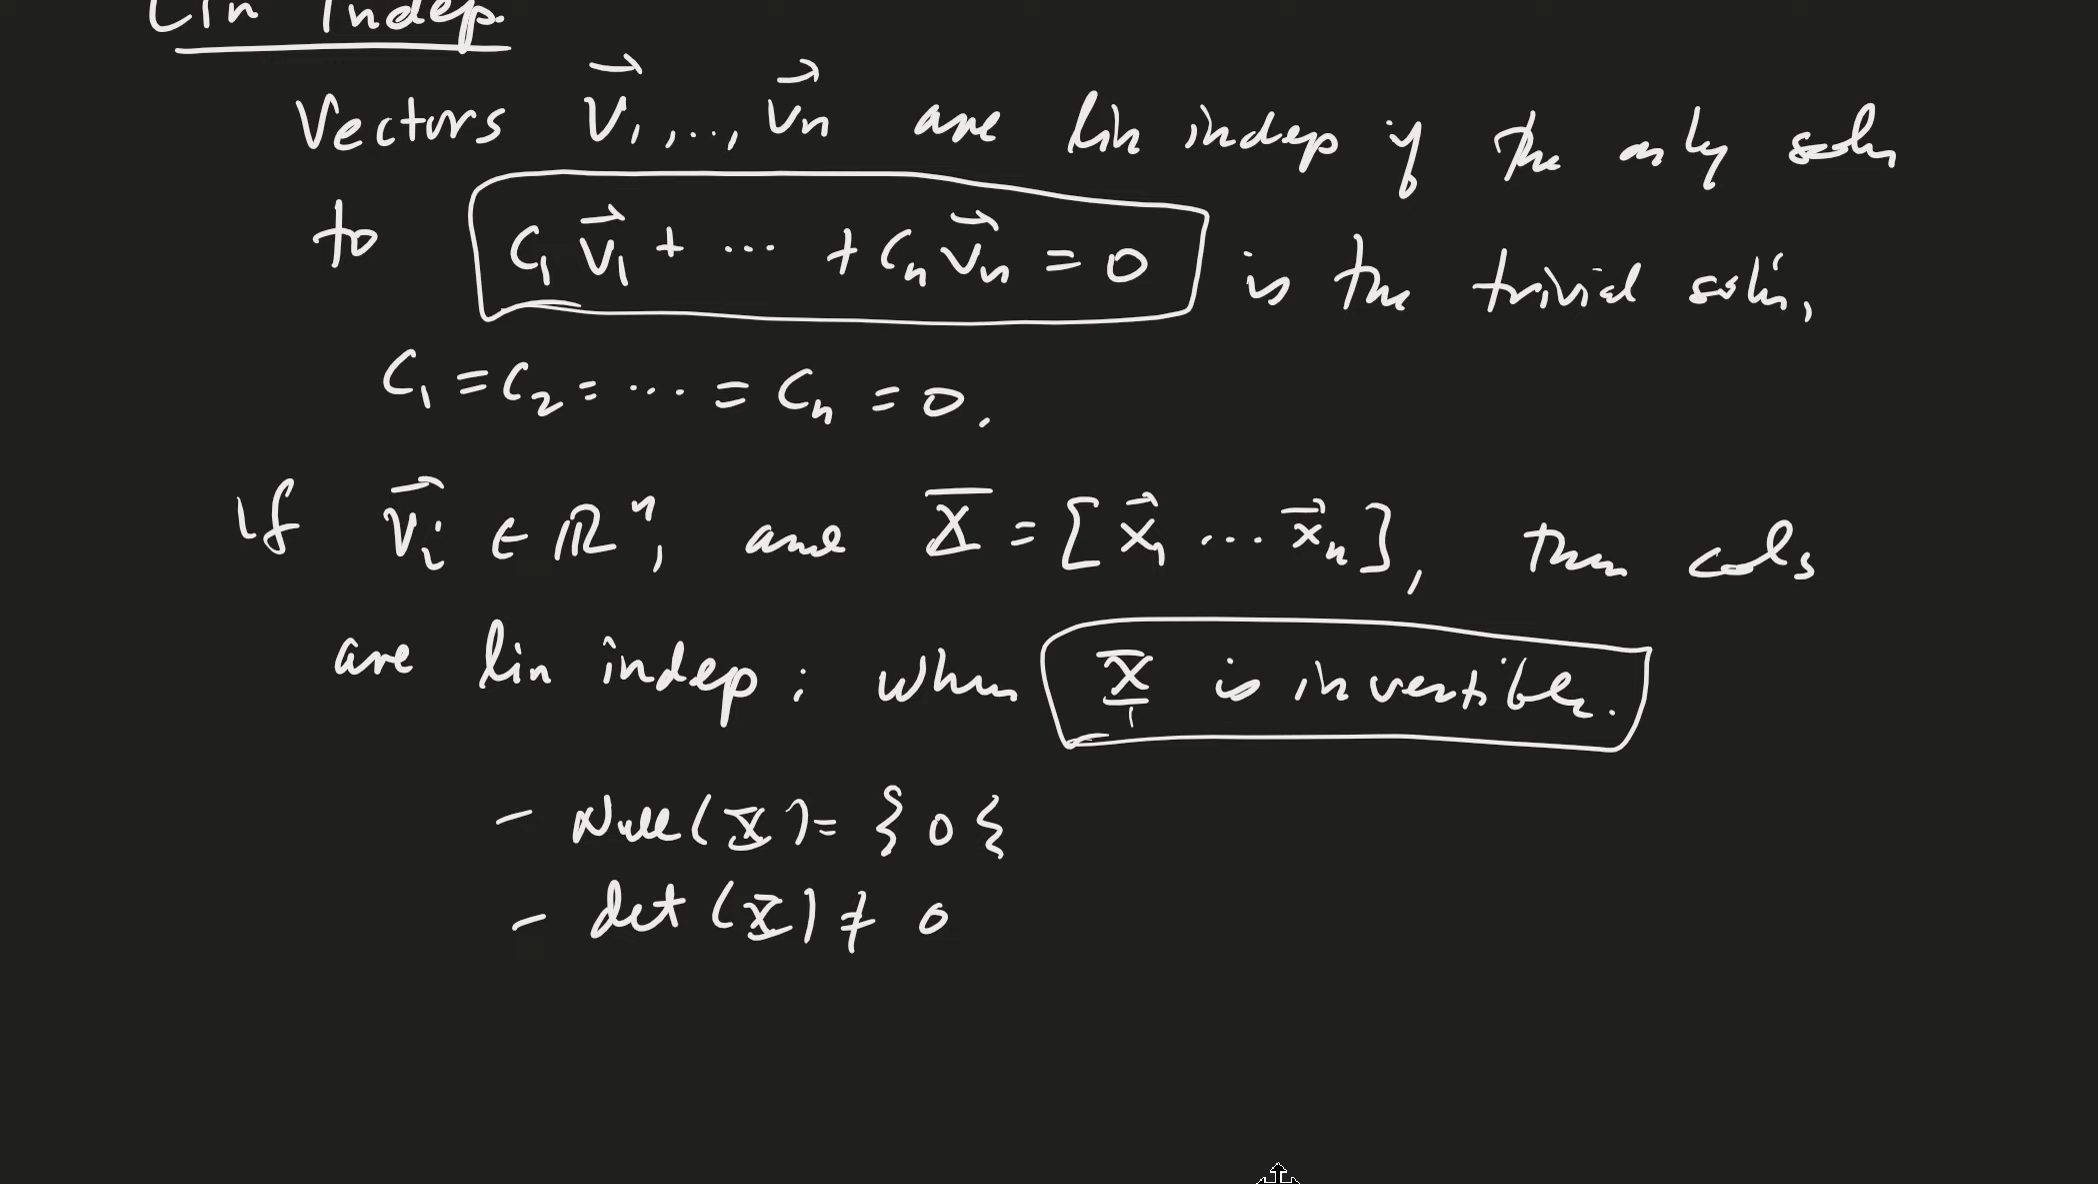 Lin Indep.
Vectors v⃗₁,..., v⃗ₙ are lin indep if the only soln
to c₁v⃗₁ + ⋯ + cₙv⃗ₙ = 0 is the trivial sol'n,
c₁ = c₂ = ⋯ = cₙ = 0.
If v⃗ᵢ ∈ ℝⁿ, and X = [x⃗₁ ⋯ x⃗ₙ], then cols
are lin indep : when X is invertible.
- Null(X) = {0}
- det(X) ≠ 0